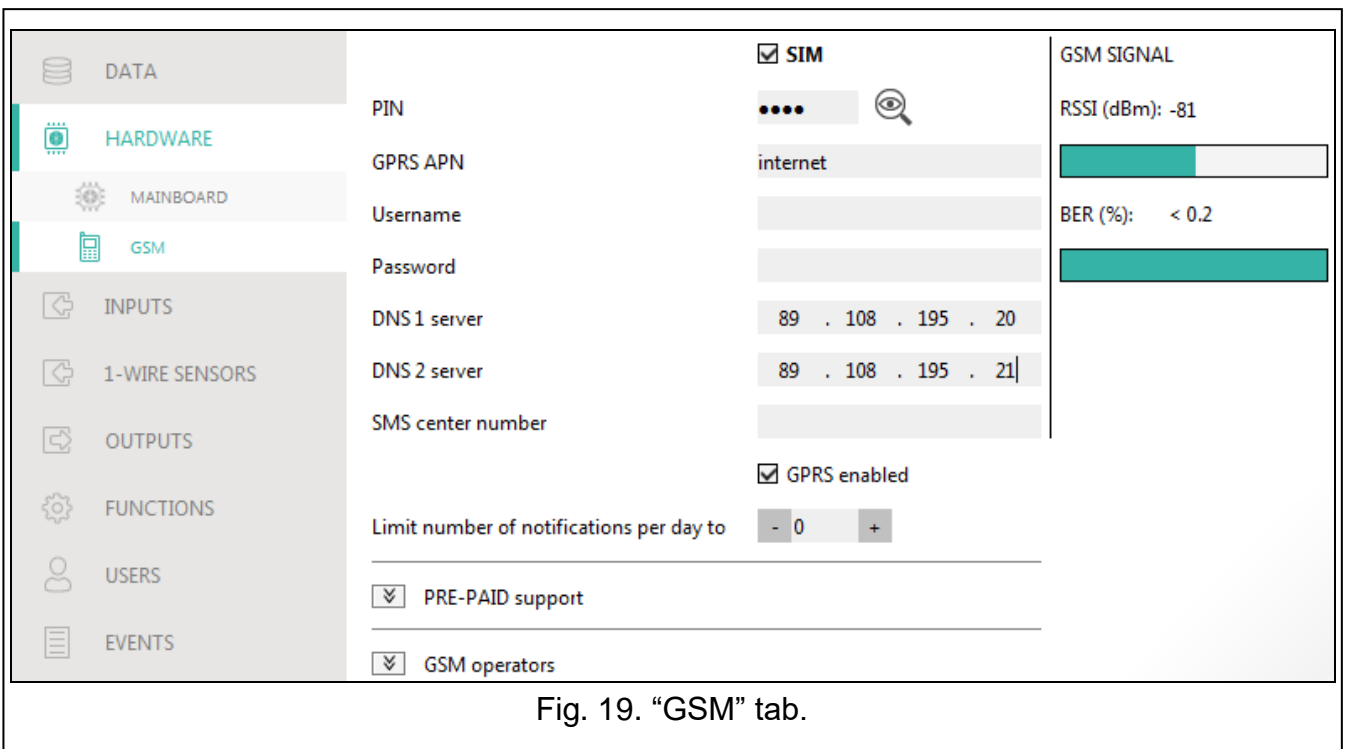 DATA
HARDWARE
MAINBOARD
GSM
INPUTS
1-WIRE SENSORS
OUTPUTS
FUNCTIONS
USERS
EVENTS
SIM
PIN ••••
GPRS APN internet
Username
Password
DNS 1 server 89 . 108 . 195 . 20
DNS 2 server 89 . 108 . 195 . 21
SMS center number
GPRS enabled
Limit number of notifications per day to - 0 +
PRE-PAID support
GSM operators
GSM SIGNAL
RSSI (dBm): -81
BER (%): < 0.2
Fig. 19. “GSM” tab.